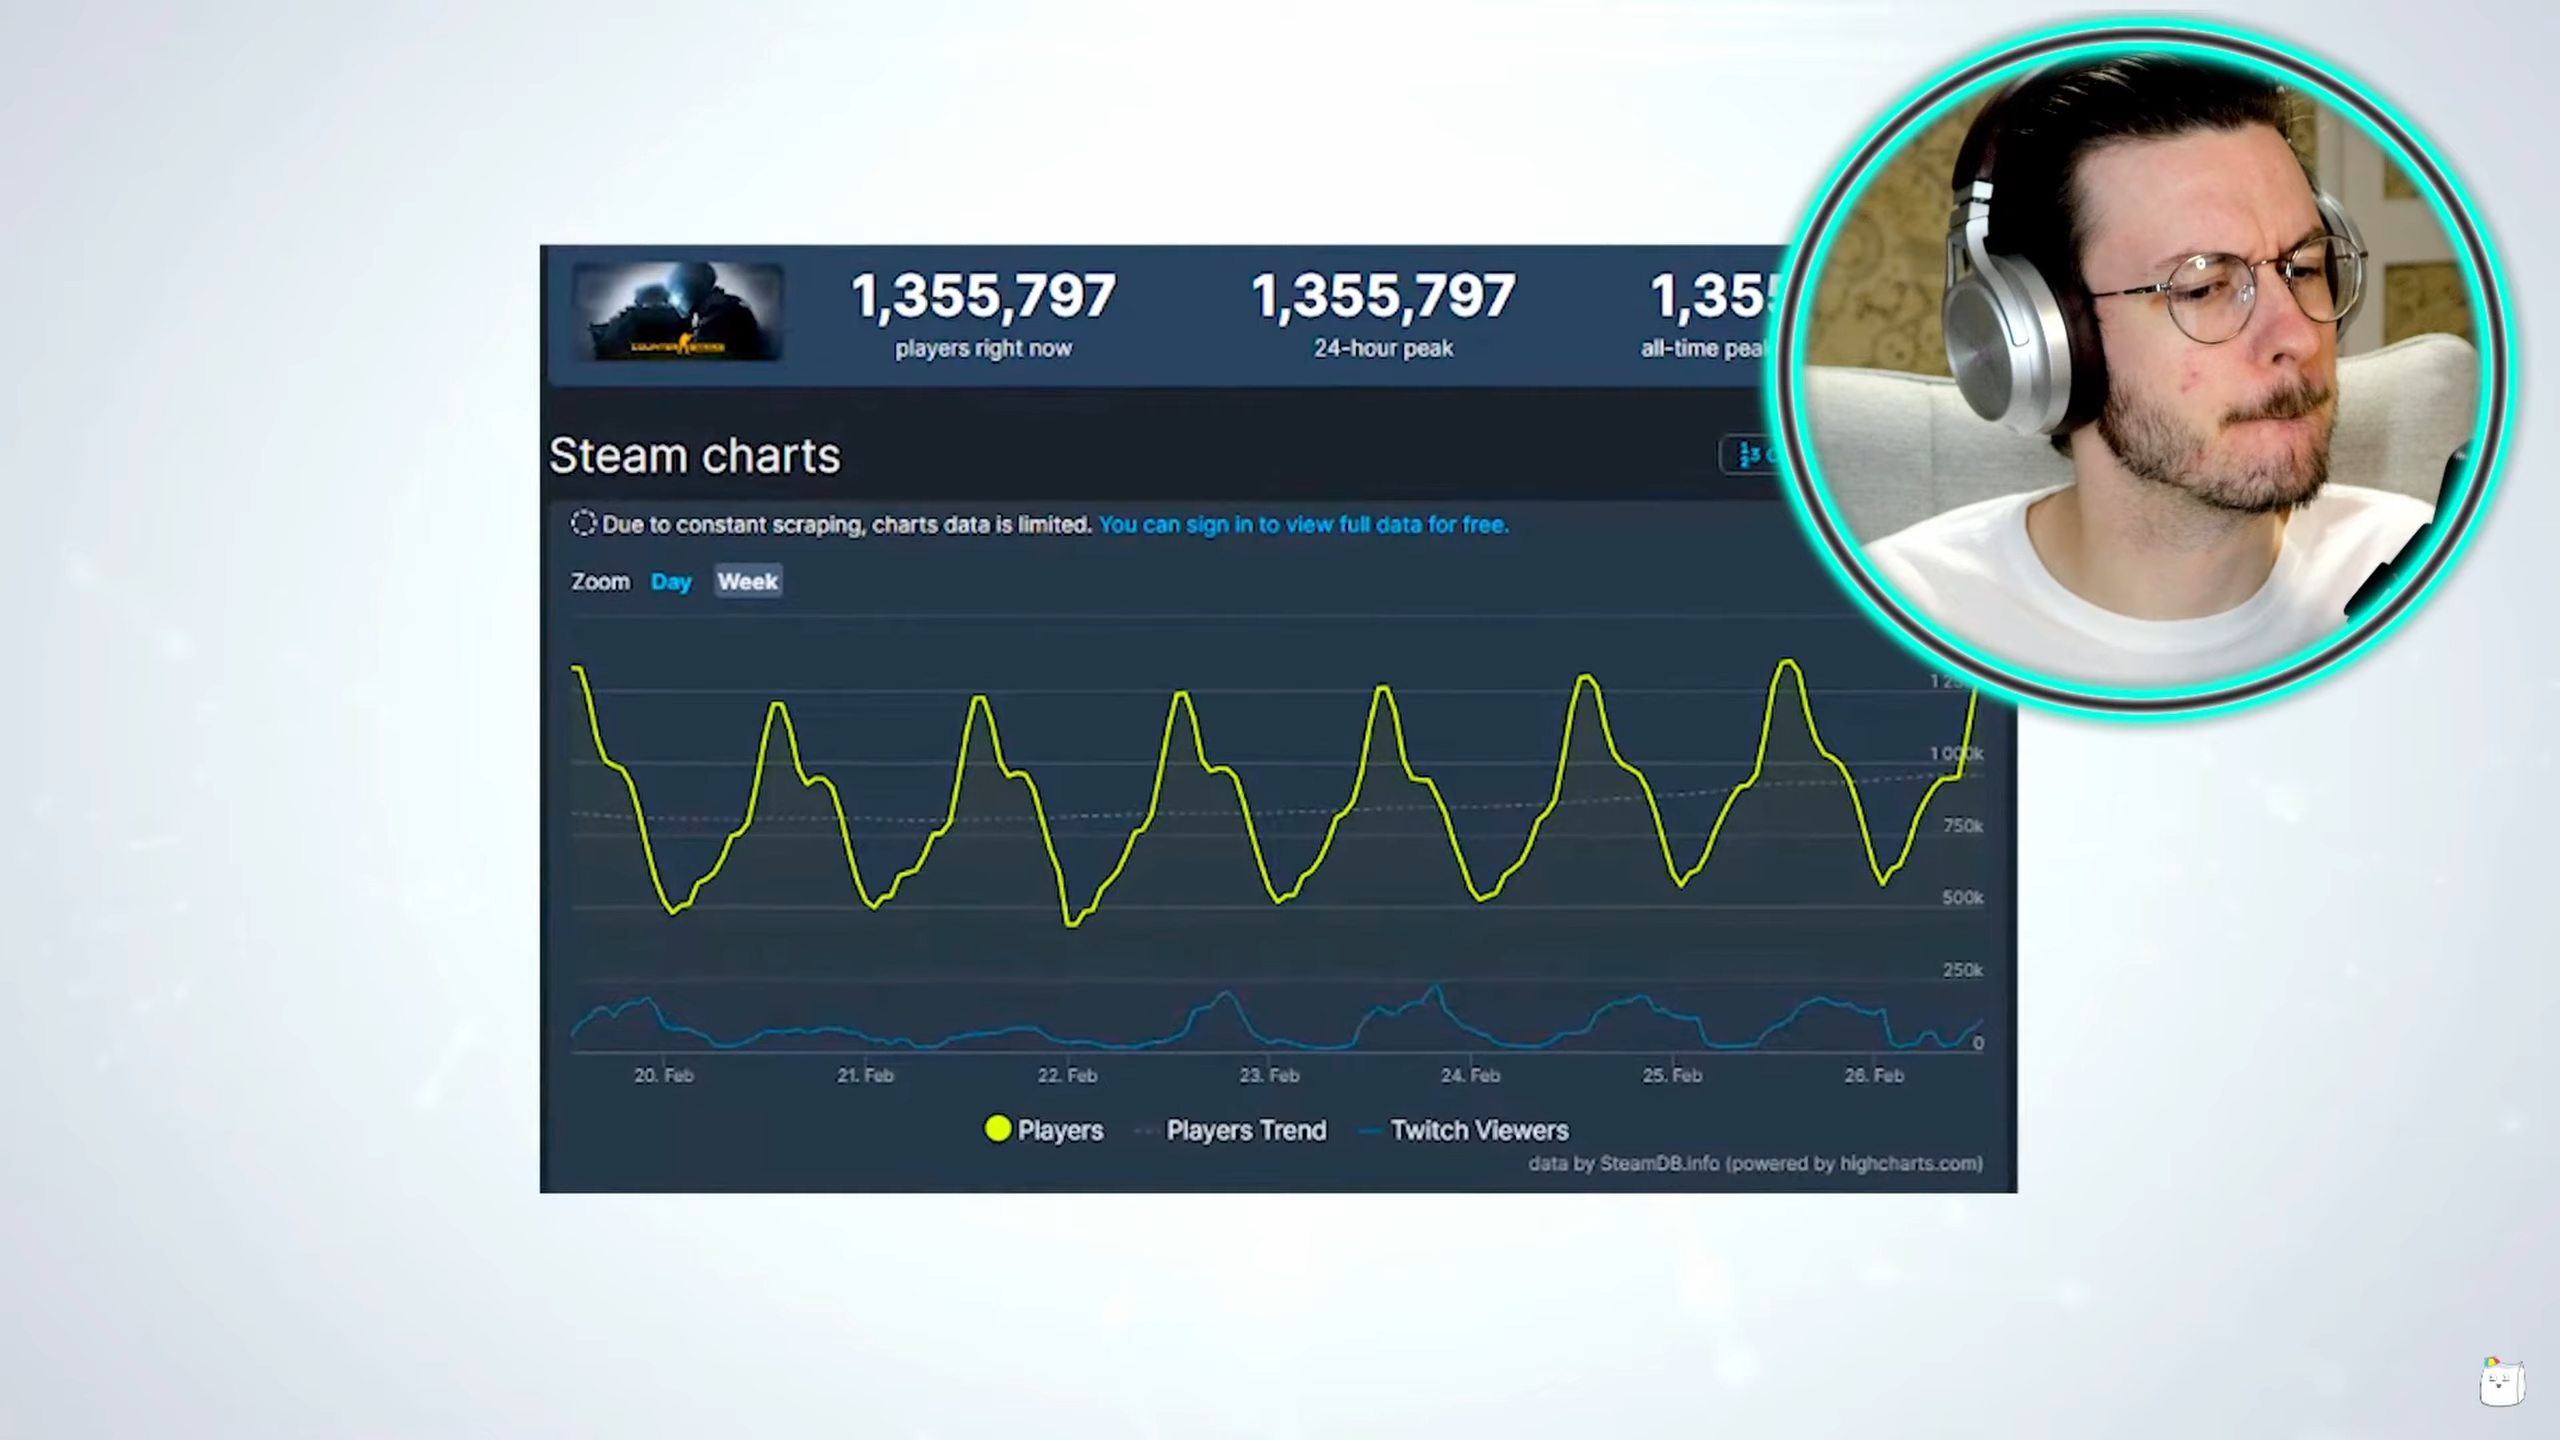 COUNTER STRIKE
1,355,797
players right now
1,355,797
24-hour peak
1,35
all-time peak
Steam charts
Due to constant scraping, charts data is limited. You can sign in to view full data for free.
Zoom Day Week
1 000k
750k
500k
250k
0
20. Feb 21. Feb 22. Feb 23. Feb 24. Feb 25. Feb 26. Feb
Players Players Trend Twitch Viewers
data by SteamDB.info (powered by highcharts.com)